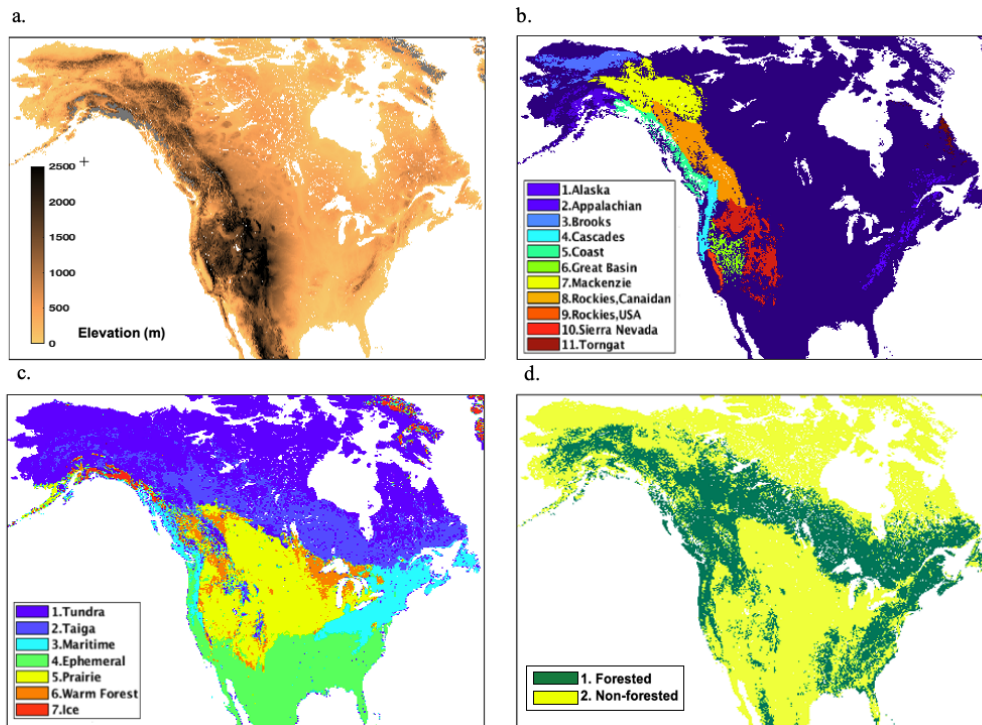 a.
2500 +
2000
1500
1000
500
0
Elevation (m)
b.
1.Alaska
2.Appalachian
3.Brooks
4.Cascades
5.Coast
6.Great Basin
7.Mackenzie
8.Rockies,Canaidan
9.Rockies,USA
10.Sierra Nevada
11.Torngat
c.
1.Tundra
2.Taiga
3.Maritime
4.Ephemeral
5.Prairie
6.Warm Forest
7.Ice
d.
1. Forested
2. Non-forested